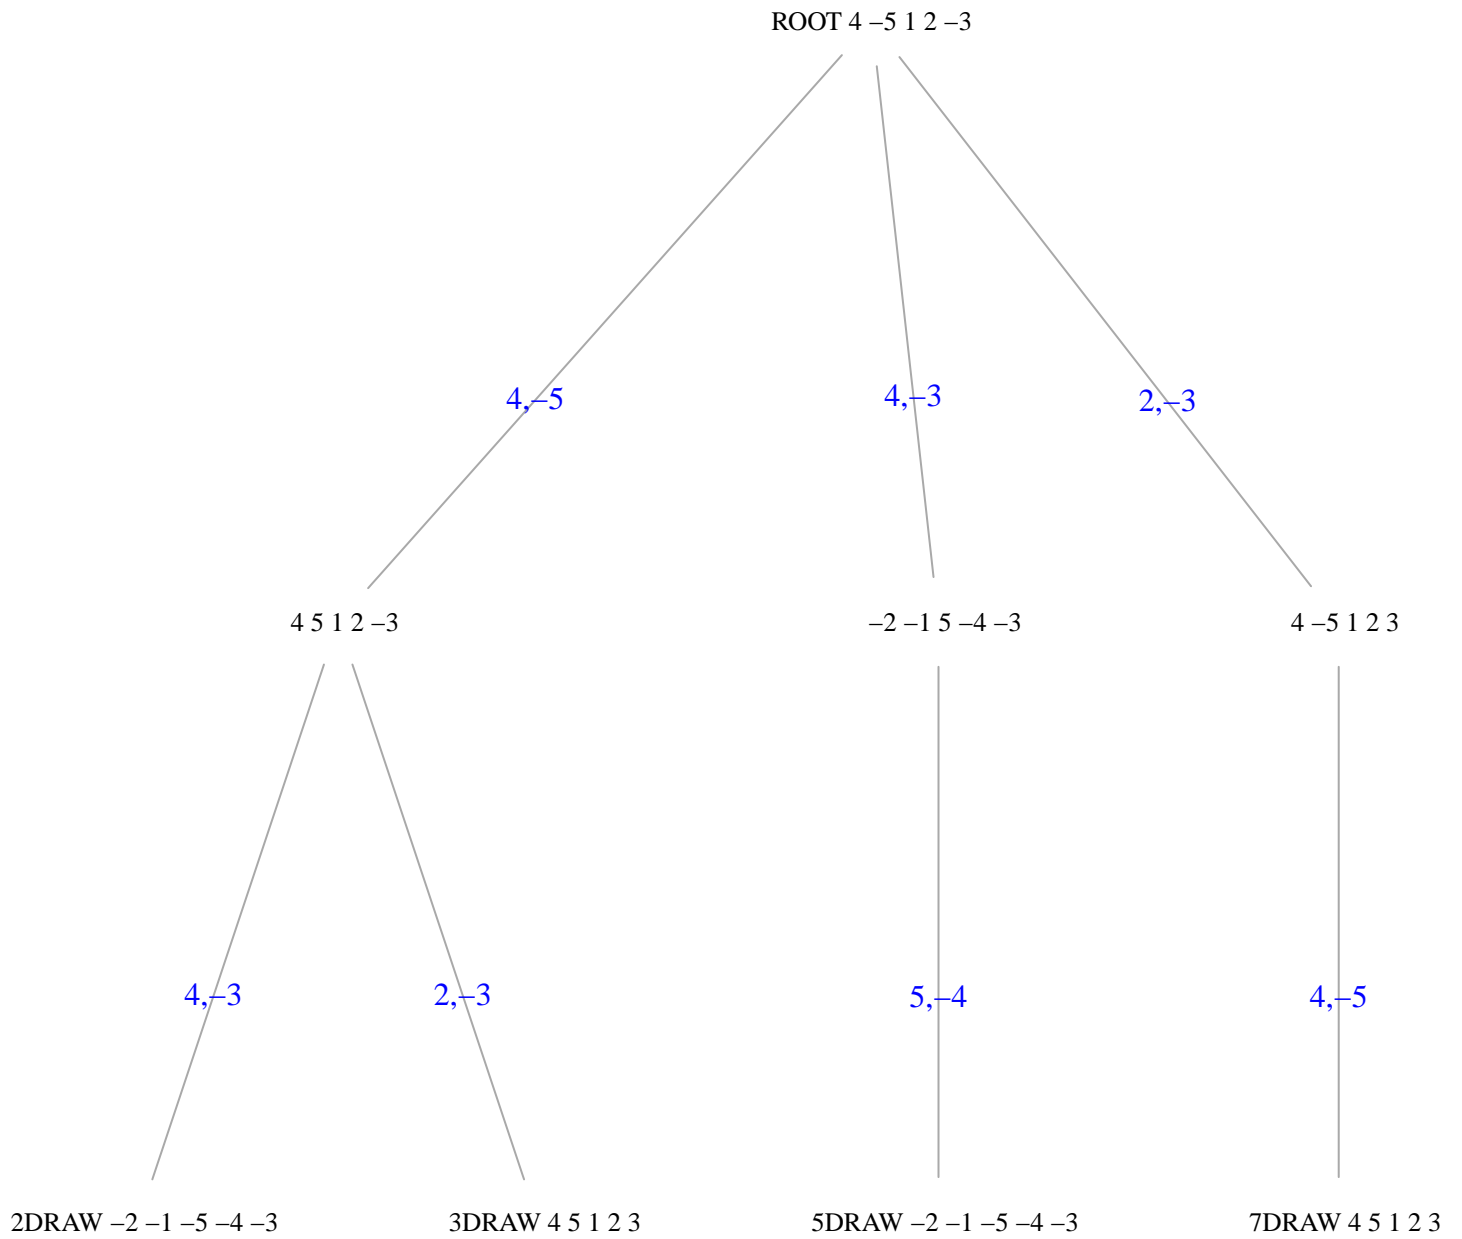 ROOT 4 –5 1 2 –3
4,–5
4,–3
2,–3
4 5 1 2 –3
–2 –1 5 –4 –3
4 –5 1 2 3
4,–3
2,–3
5,–4
4,–5
2DRAW –2 –1 –5 –4 –3
3DRAW 4 5 1 2 3
5DRAW –2 –1 –5 –4 –3
7DRAW 4 5 1 2 3